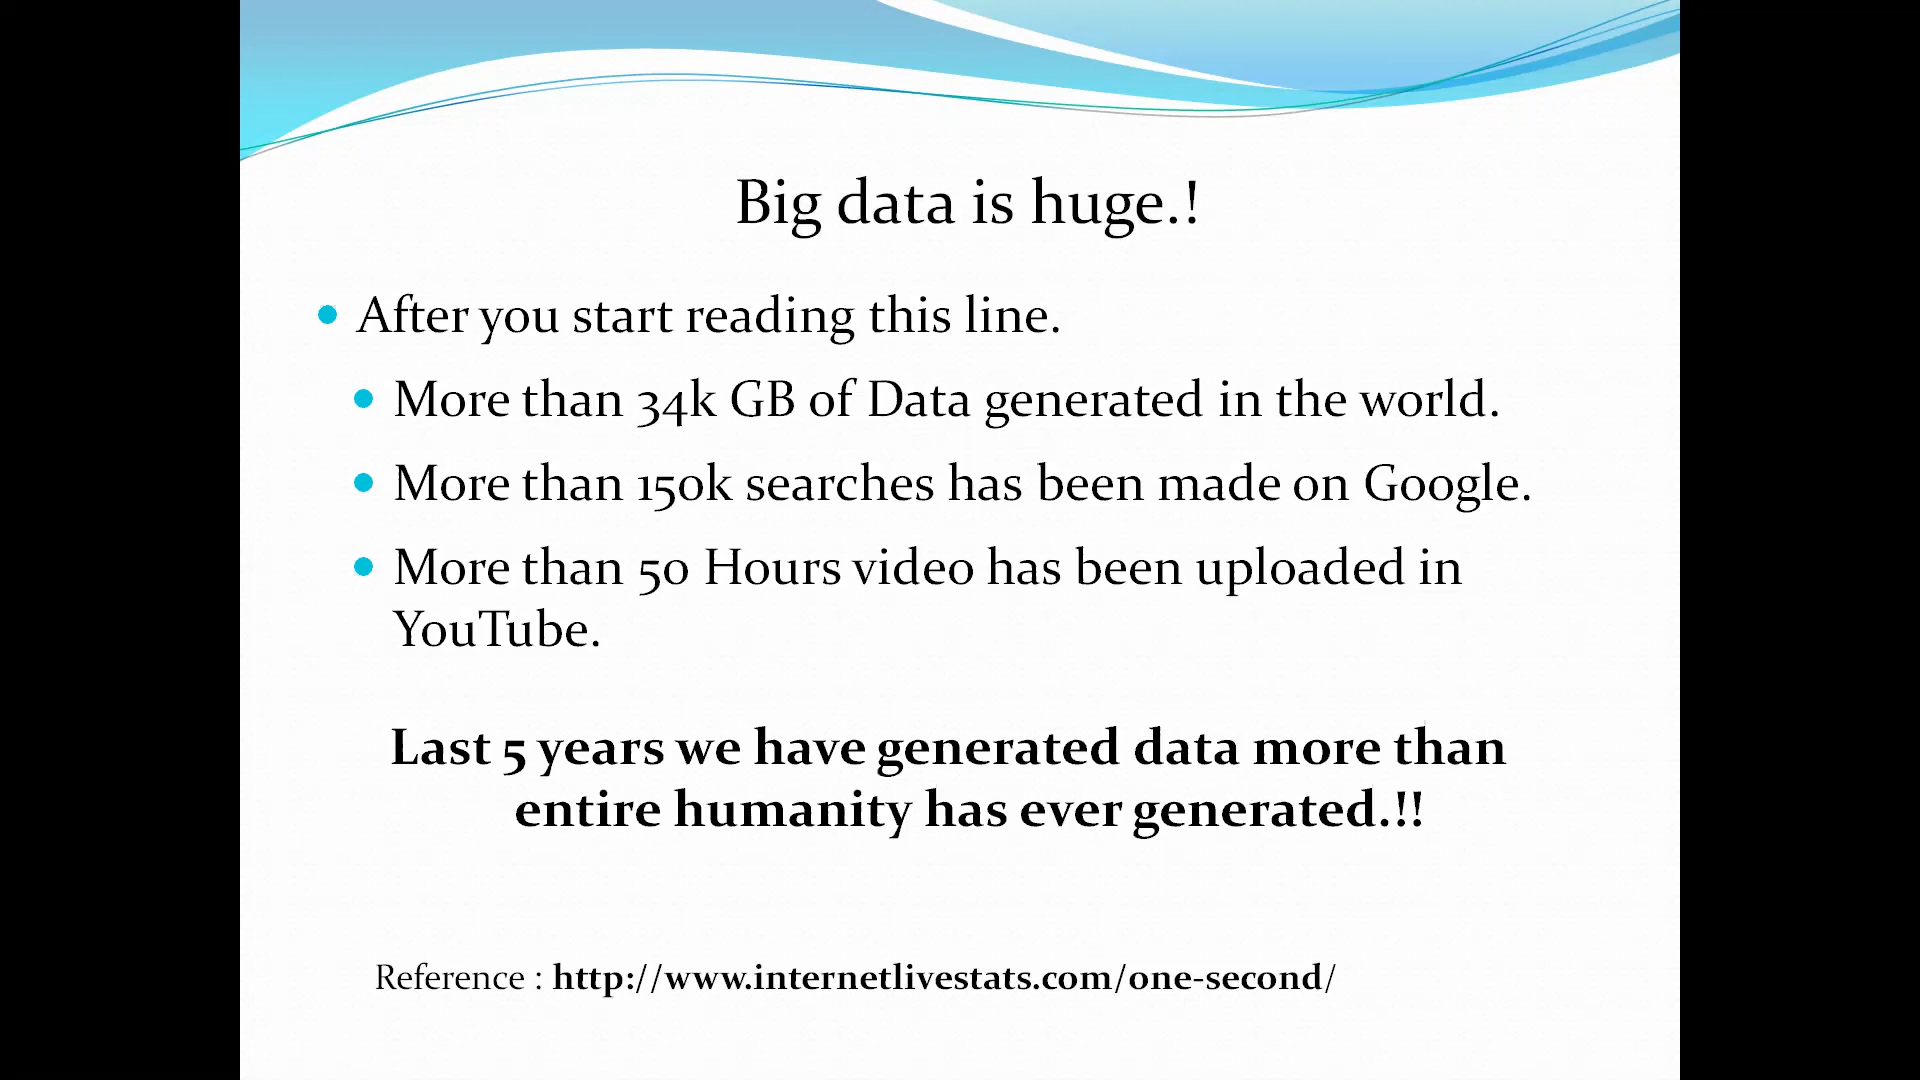 Big data is huge.!
After you start reading this line.
More than 34k GB of Data generated in the world.
More than 150k searches has been made on Google.
More than 50 Hours video has been uploaded in
YouTube.
Last 5 years we have generated data more than
entire humanity has ever generated.!!
Reference : http://www.internetlivestats.com/one-second/